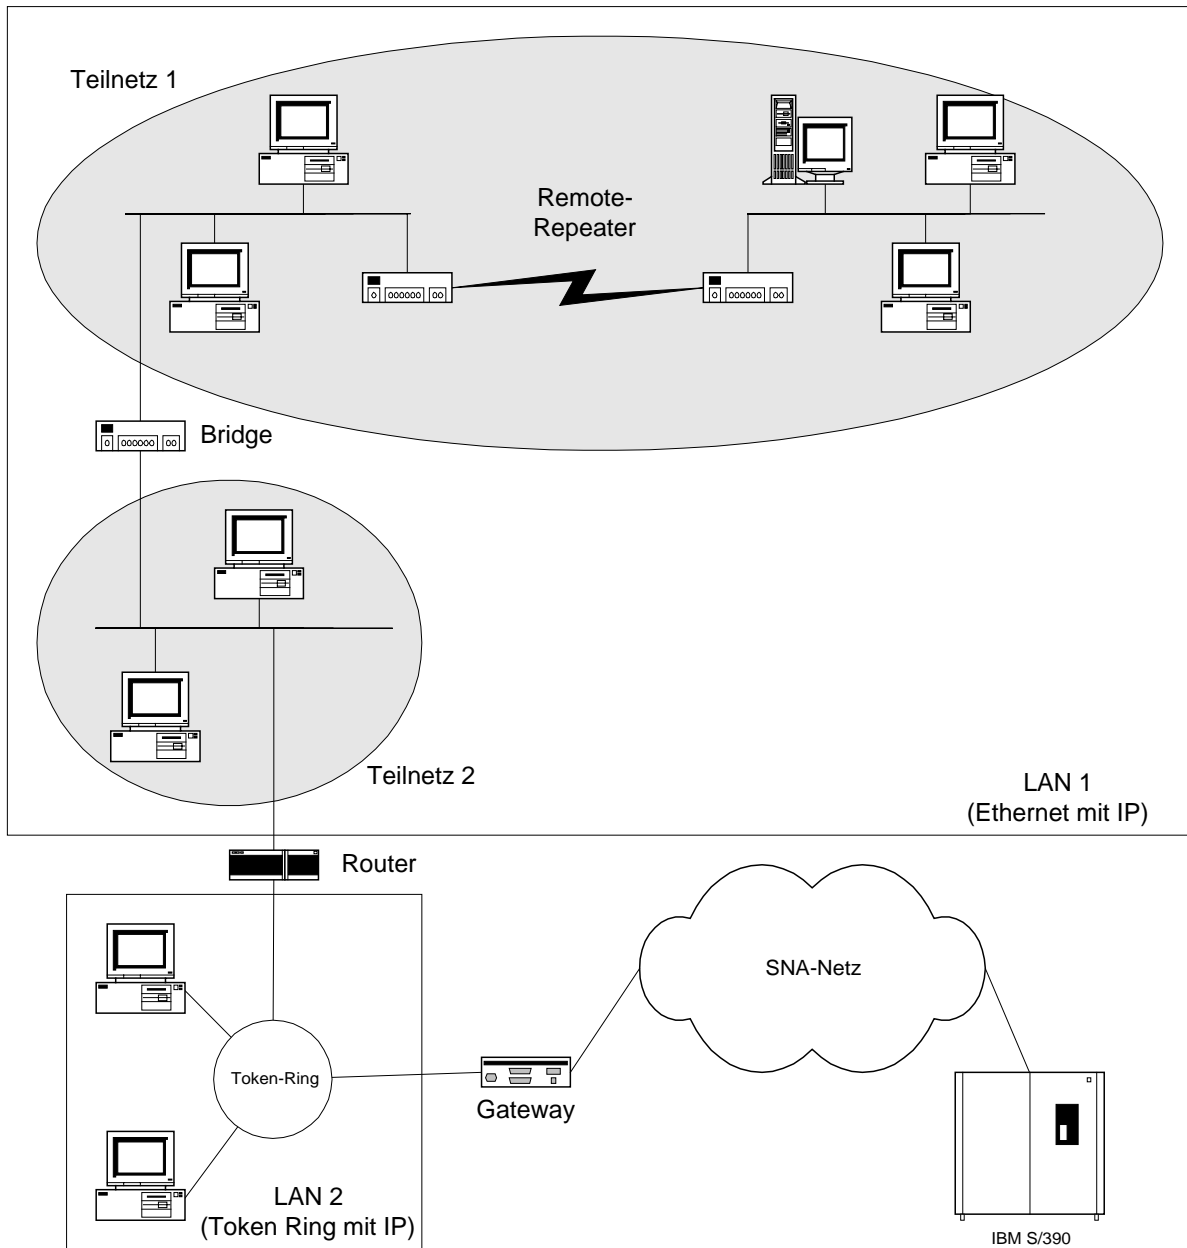 Teilnetz 1
Remote-
Repeater
Bridge
Teilnetz 2
LAN 1
(Ethernet mit IP)
Router
SNA-Netz
Token-Ring
Gateway
LAN 2
(Token Ring mit IP)
IBM S/390